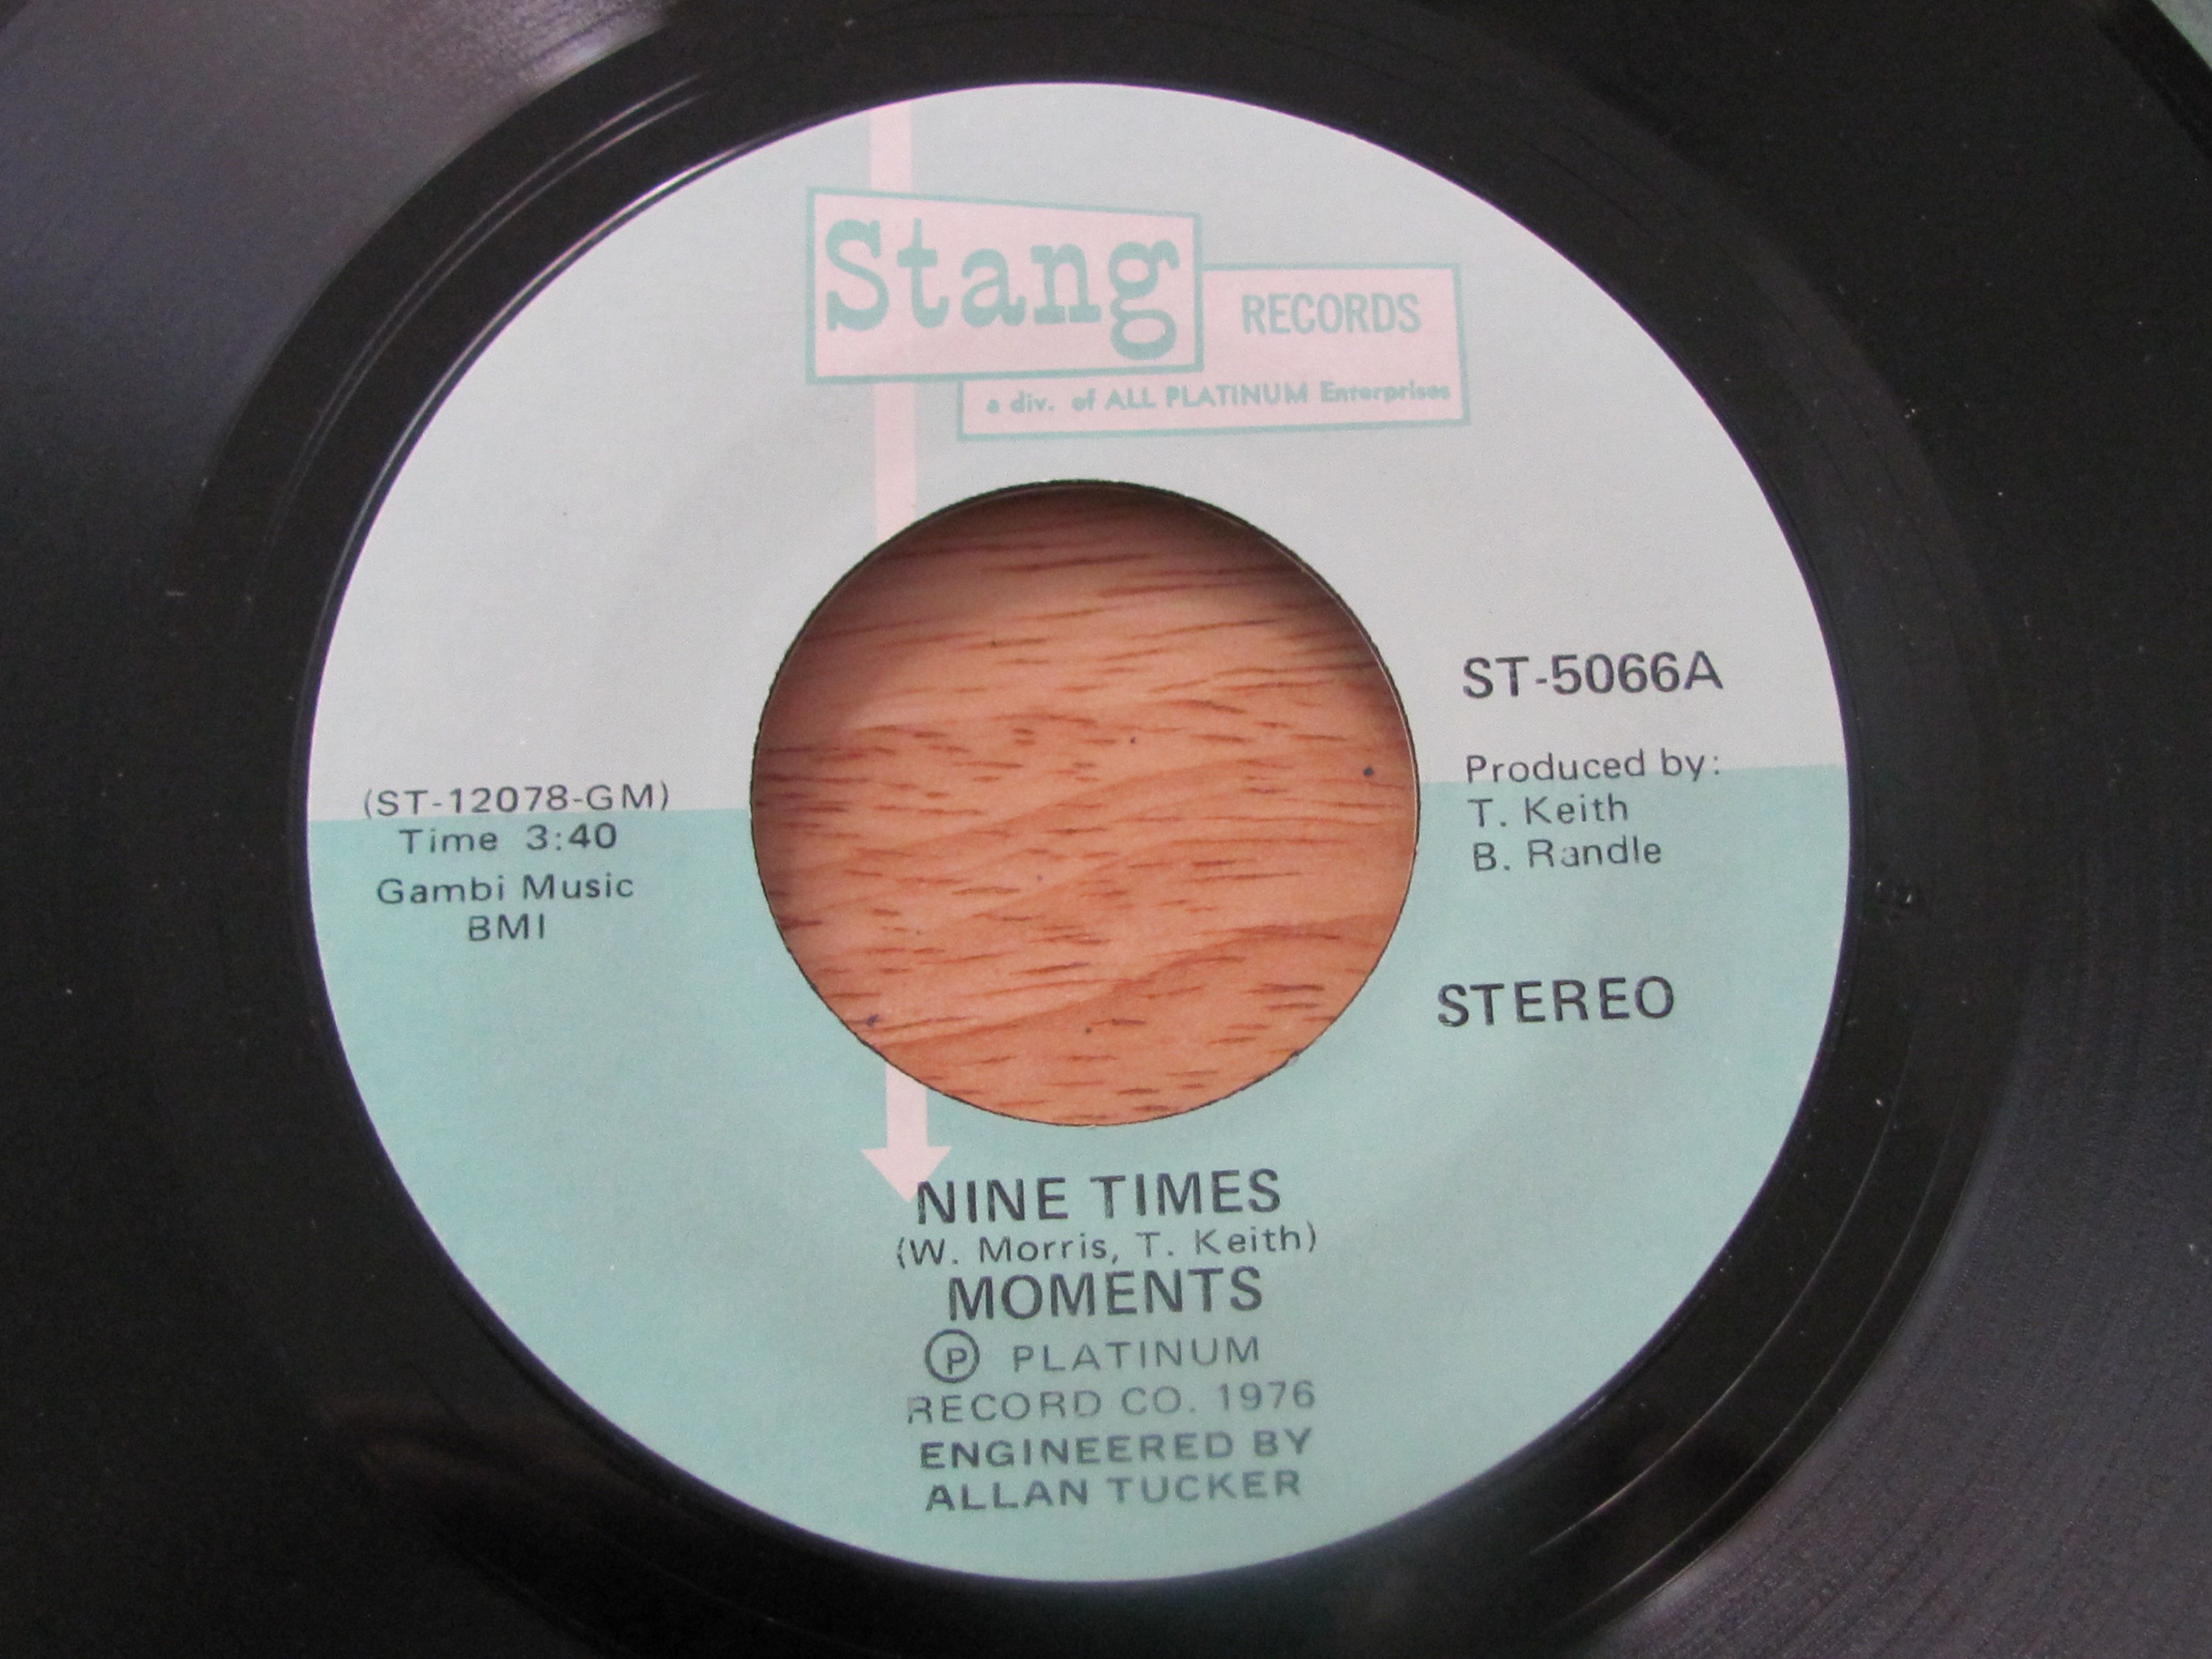 Stang
RECORDS
a div. of ALL PLATINUM Enterprises
ST-5066A
Produced by:
T. Keith
B. Randle
STEREO
(ST-12078-GM)
Time 3:40
Gambi Music
BMI
NINE TIMES
(W. Morris, T. Keith)
MOMENTS
Ⓟ PLATINUM
RECORD CO. 1976
ENGINEERED BY
ALLAN TUCKER